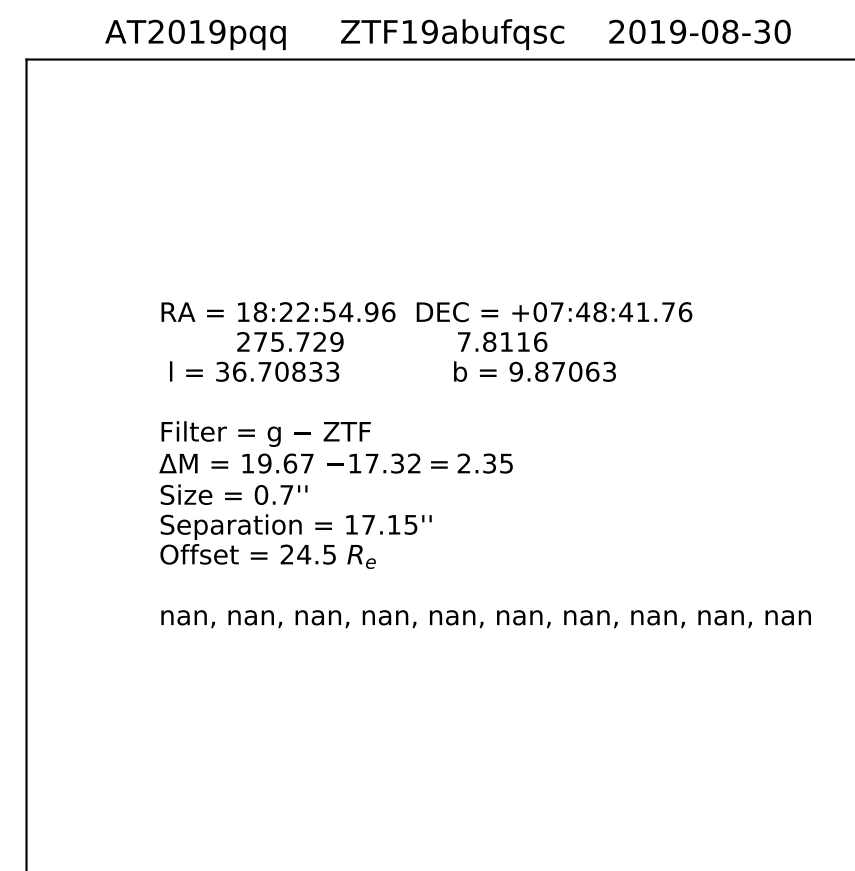 AT2019pqq ZTF19abufqsc 2019-08-30
RA = 18:22:54.96 DEC = +07:48:41.76
275.729 7.8116
l = 36.70833 b = 9.87063
Filter = g − ZTF
ΔM = 19.67 −17.32 = 2.35
Size = 0.7''
Separation = 17.15''
Offset = 24.5 Rₑ
nan, nan, nan, nan, nan, nan, nan, nan, nan, nan